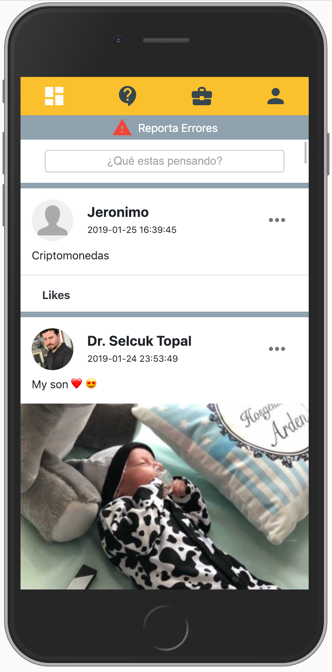 Reporta Errores
¿Qué estas pensando?
Jeronimo
2019-01-25 16:39:45
Criptomonedas
Likes
Dr. Selcuk Topal
2019-01-24 23:53:49
My son ❤️ 😍
Arden